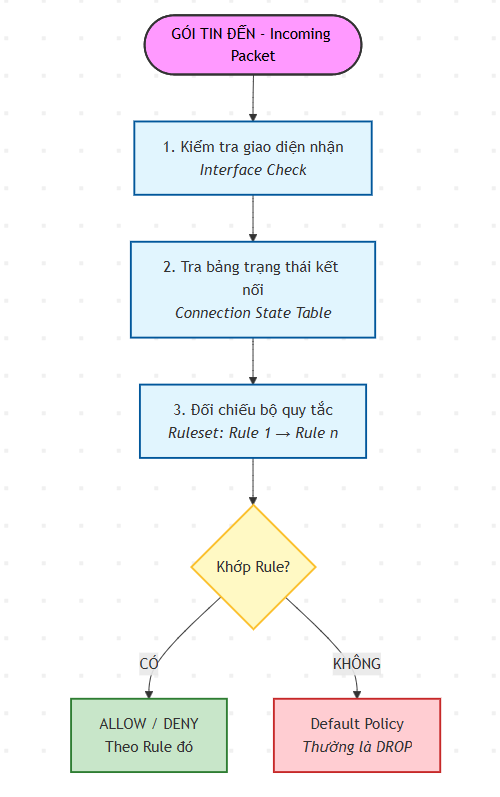 GÓI TIN ĐẾN - Incoming
Packet
1. Kiểm tra giao diện nhận
Interface Check
2. Tra bảng trạng thái kết
nối
Connection State Table
3. Đối chiếu bộ quy tắc
Ruleset: Rule 1 → Rule n
Khớp Rule?
CÓ
KHÔNG
ALLOW / DENY
Theo Rule đó
Default Policy
Thường là DROP